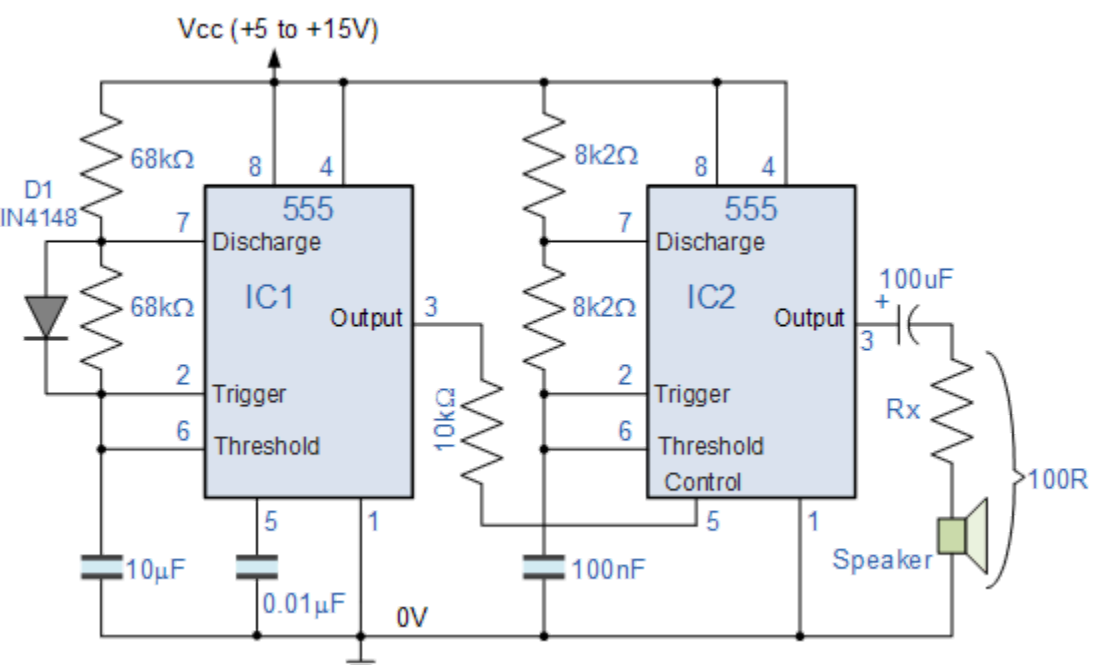 Vcc (+5 to +15V)
68kΩ
8
4
8k2Ω
8
4
D1
IN4148
555
555
7
Discharge
7
Discharge
68kΩ
IC1
8k2Ω
IC2
100uF
+
Output
3
Output
3
2
Trigger
2
Trigger
10kΩ
Rx
6
Threshold
6
Threshold
Control
100R
5
1
5
1
10μF
0.01μF
100nF
Speaker
0V